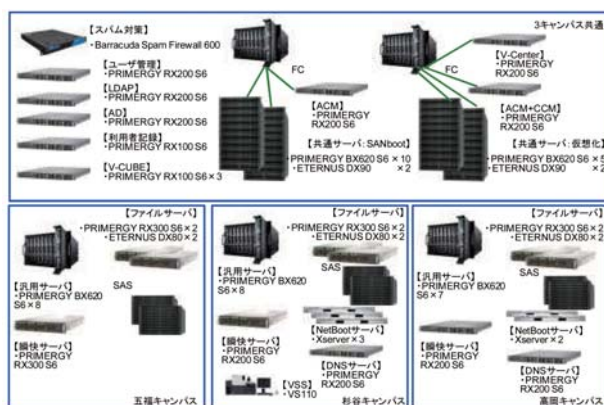 【スパム対策】
・Barracuda Spam Firewall 600
【ユーザ管理】
・PRIMERGY RX200 S6
【LDAP】
・PRIMERGY RX200 S6
【AD】
・PRIMERGY RX200 S6
【利用者記録】
・PRIMERGY RX100 S6
【V-CUBE】
・PRIMERGY RX100 S6×3
FC
【ACM】
・PRIMERGY
RX200 S6
【共通サーバ:SANboot】
・PRIMERGY BX620 S6×10
・ETERNUS DX90 ×2
3キャンパス共通
【V-Center】
・PRIMERGY
RX200 S6
FC
【ACM+CCM】
・PRIMERGY
RX200 S6
【共通サーバ:仮想化】
・PRIMERGY BX620 S6×5
・ETERNUS DX90 ×2
【ファイルサーバ】
・PRIMERGY RX300 S6×2
・ETERNUS DX80×2
【汎用サーバ】
・PRIMERGY BX620
S6×8
SAS
【瞬快サーバ】
・PRIMERGY
RX300 S6
五福キャンパス
【ファイルサーバ】
・PRIMERGY RX300 S6×2
・ETERNUS DX80×2
SAS
【汎用サーバ】
・PRIMERGY BX620
S6×8
【NetBootサーバ】
・Xserver×3
【瞬快サーバ】
・PRIMERGY
RX200 S6
【DNSサーバ】
・PRIMERGY
RX200 S6
【VSS】
・VS110
杉谷キャンパス
【ファイルサーバ】
・PRIMERGY RX300 S6×2
・ETERNUS DX80×2
SAS
【汎用サーバ】
・PRIMERGY BX620
S6×7
【NetBootサーバ】
・Xserver×2
【瞬快サーバ】
・PRIMERGY
RX200 S6
【DNSサーバ】
・PRIMERGY
RX200 S6
高岡キャンパス